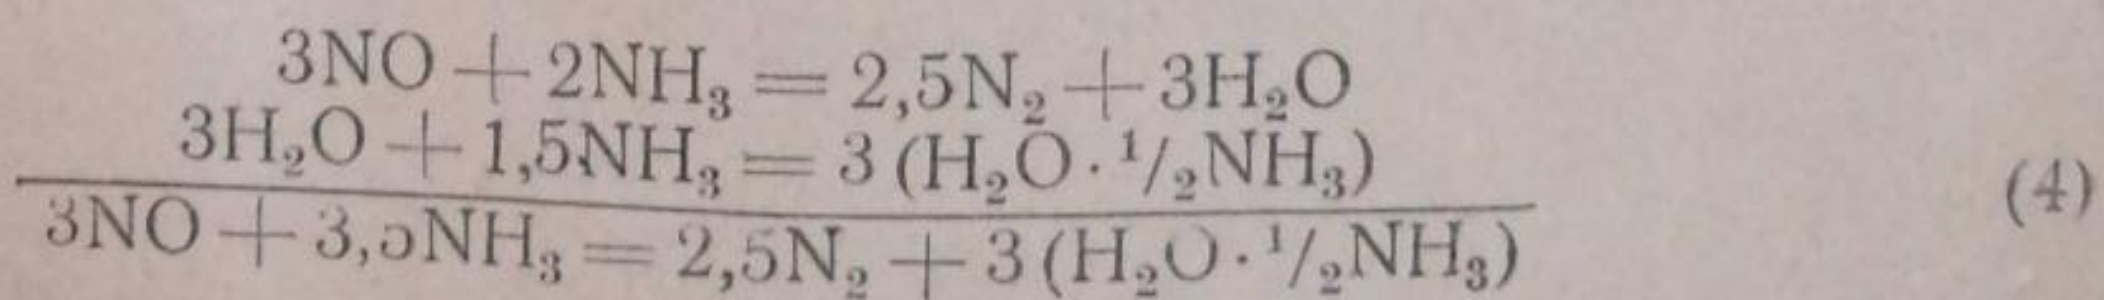 3NO + 2NH₃ = 2,5N₂ + 3H₂O
3H₂O + 1,5NH₃ = 3 (H₂O · ¹/₂NH₃)
(4)
3NO + 3,5NH₃ = 2,5N₂ + 3 (H₂O · ¹/₂NH₃)